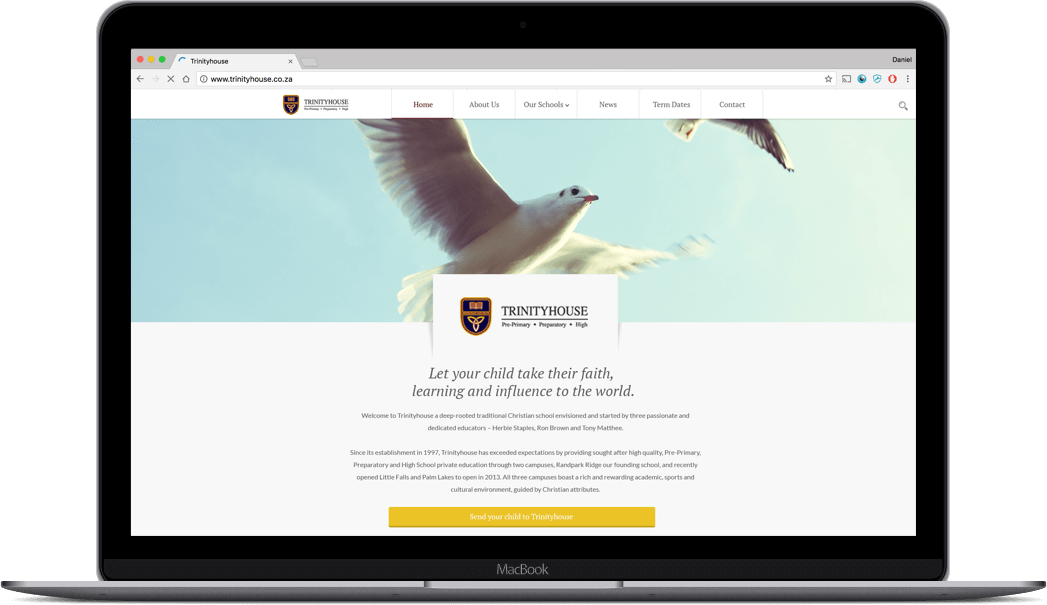 Trinityhouse
Daniel
www.trinityhouse.co.za
TRINITYHOUSE
Pre-Primary • Preparatory • High
Home
About Us
Our Schools
News
Term Dates
Contact
TRINITYHOUSE
Pre-Primary • Preparatory • High
Let your child take their faith,
learning and influence to the world.
Welcome to Trinityhouse a deep-rooted traditional Christian school envisioned and started by three passionate and
dedicated educators – Herbie Staples, Ron Brown and Tony Matthee.
Since its establishment in 1997, Trinityhouse has exceeded expectations by providing sought after high quality, Pre-Primary,
Preparatory and High School private education through two campuses, Randpark Ridge our founding school, and recently
opened Little Falls and Palm Lakes to open in 2013. All three campuses boast a rich and rewarding academic, sports and
cultural environment, guided by Christian attributes.
Send your child to Trinityhouse
MacBook